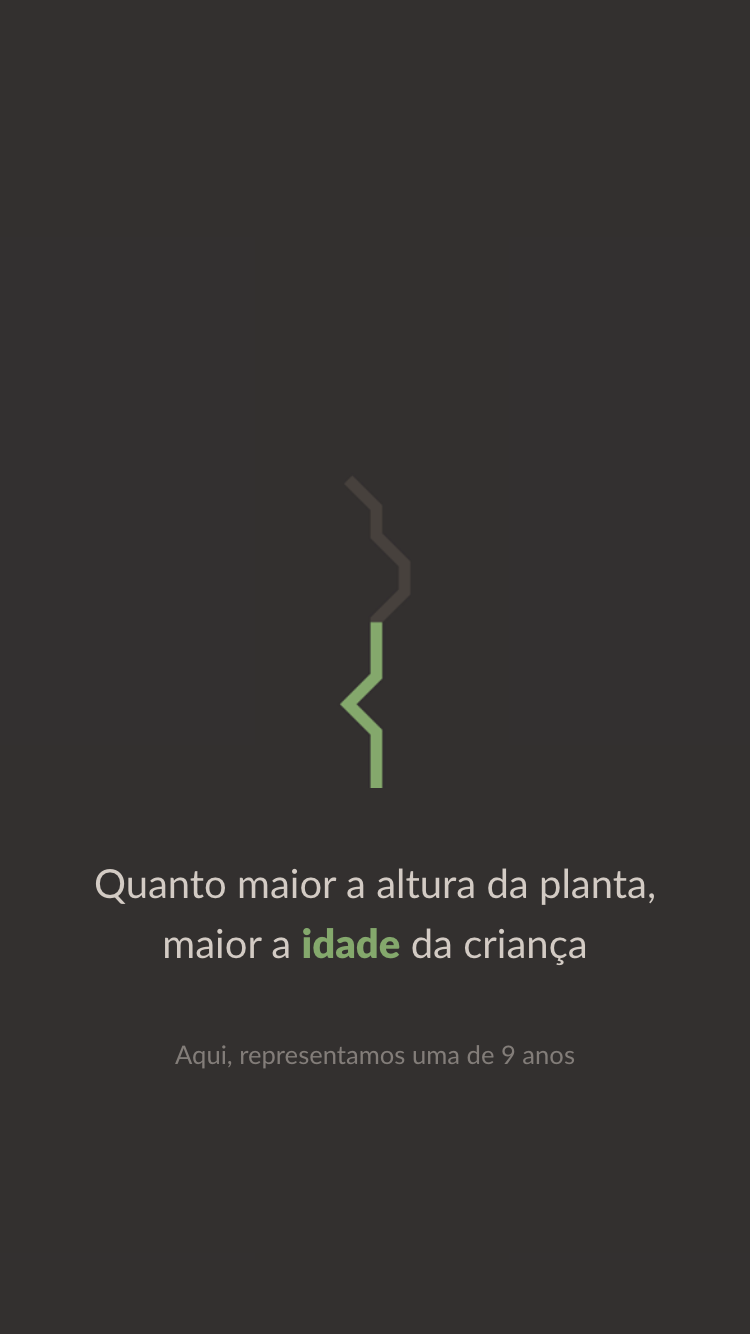 Quanto maior a altura da planta,
maior a idade da criança
Aqui, representamos uma de 9 anos